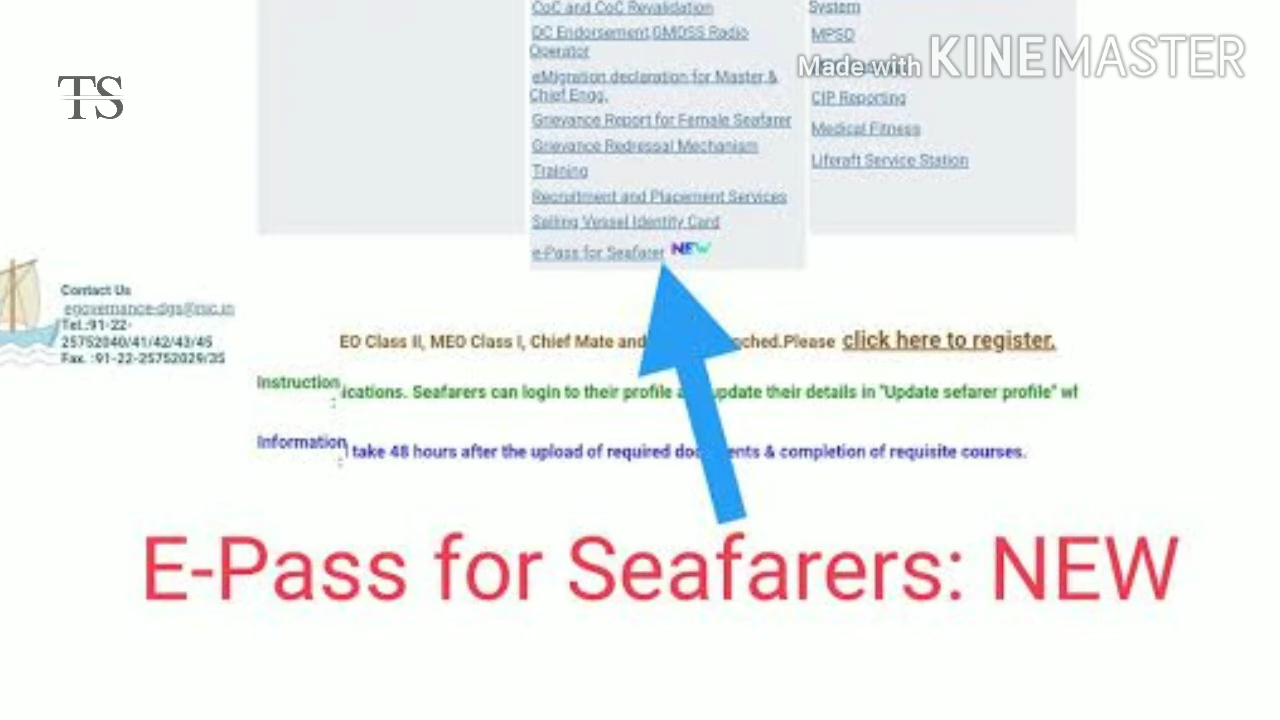 CoC and CoC Revalidation
DC Endorsement,GMDSS Radio
Operator
eMigration declaration for Master &
Chief Engg.
Grievance Report for Female Seafarer
Grievance Redressal Mechanism
Training
Recruitment and Placement Services
Sailing Vessel Identity Card
e-Pass for Seafarer NEW
System
MPSO
CIP Reporting
Medical Fitness
Liferaft Service Station
Made with KINEMASTER
TS
Contact Us
egovernance-dgs@nic.in
Tel.:91-22-
25752040/41/42/43/45
Fax. :91-22-25752029/35
EO Class II, MEO Class I, Chief Mate and ched.Please click here to register.
Instruction
:
ications. Seafarers can login to their profile a update their details in "Update sefarer profile" wh
Information
:
take 48 hours after the upload of required documents & completion of requisite courses.
E-Pass for Seafarers: NEW